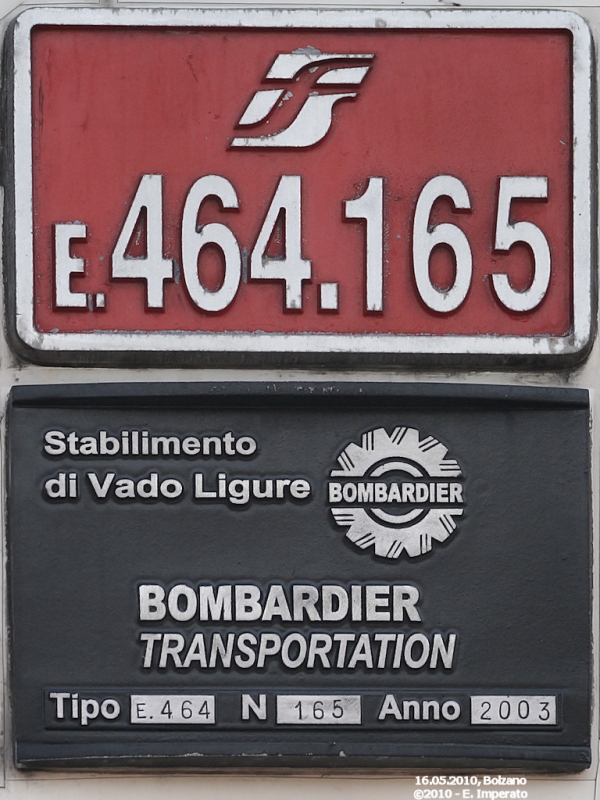 E.464.165
Stabilimento
di Vado Ligure
BOMBARDIER
BOMBARDIER
TRANSPORTATION
Tipo E.464 N 165 Anno 2003
16.05.2010, Bolzano
©2010 - E. Imperato